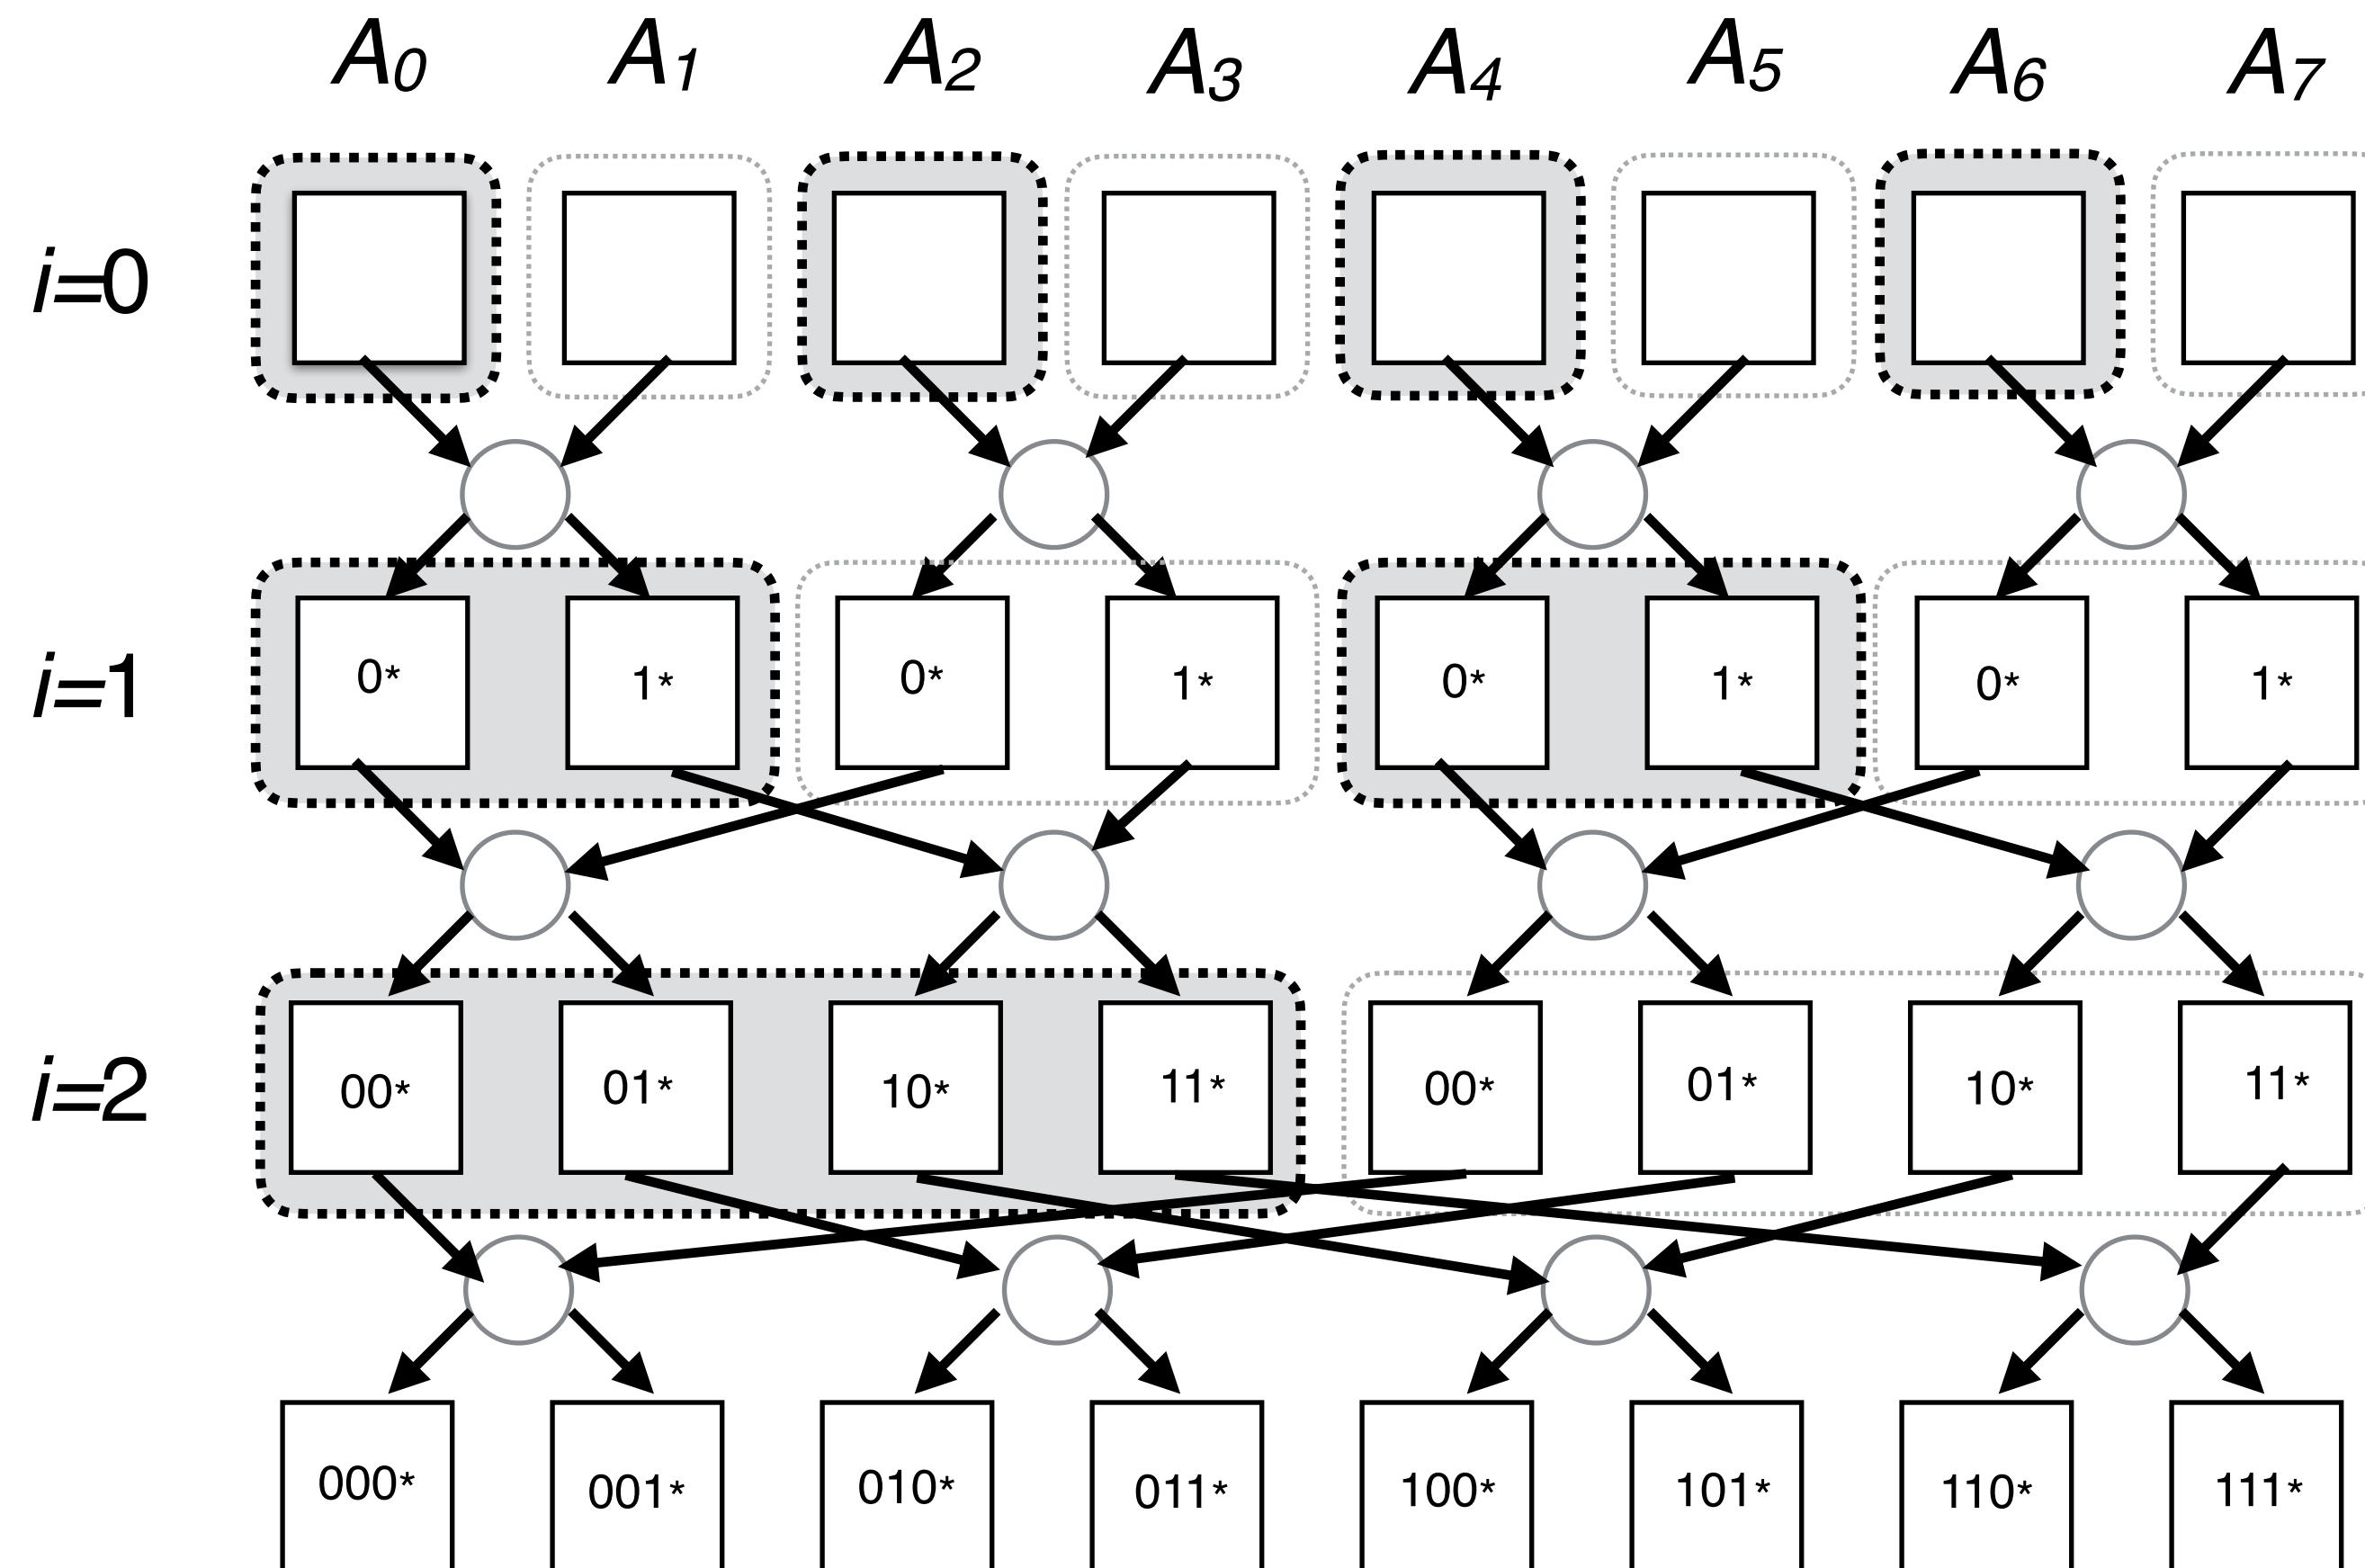 A0 A1 A2 A3 A4 A5 A6 A7
i=0
i=1 0* 1* 0* 1* 0* 1* 0* 1*
i=2 00* 01* 10* 11* 00* 01* 10* 11*
000* 001* 010* 011* 100* 101* 110* 111*